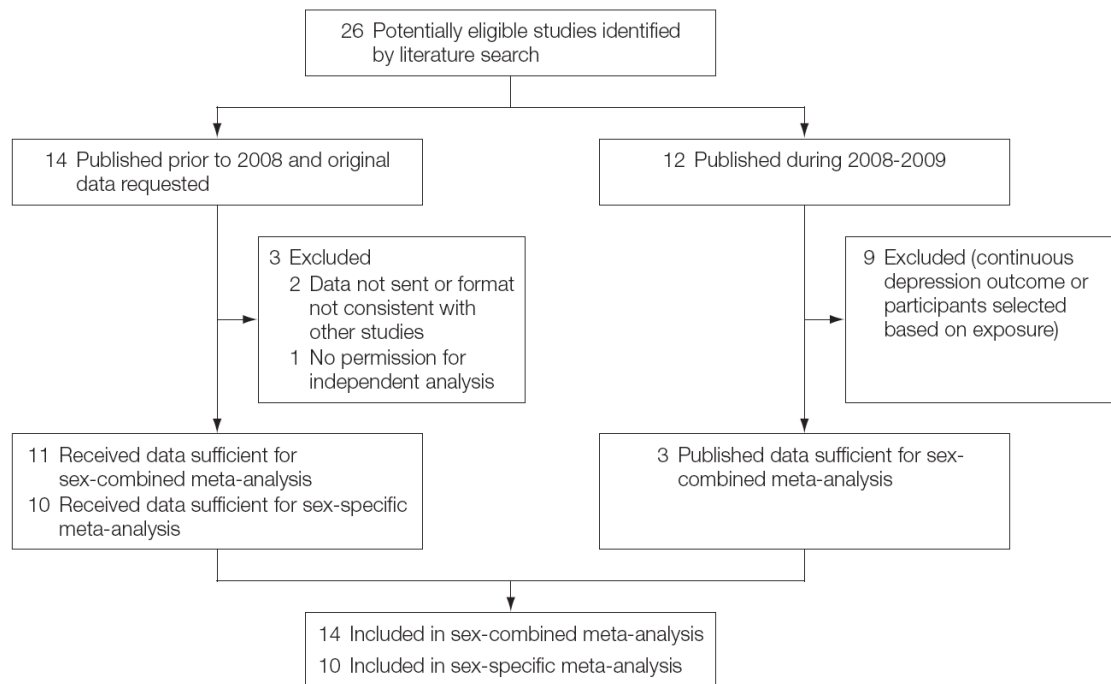 26 Potentially eligible studies identified
by literature search
14 Published prior to 2008 and original
data requested
12 Published during 2008-2009
3 Excluded
2 Data not sent or format
not consistent with
other studies
1 No permission for
independent analysis
9 Excluded (continuous
depression outcome or
participants selected
based on exposure)
11 Received data sufficient for
sex-combined meta-analysis
10 Received data sufficient for sex-specific
meta-analysis
3 Published data sufficient for sex-
combined meta-analysis
14 Included in sex-combined meta-analysis
10 Included in sex-specific meta-analysis